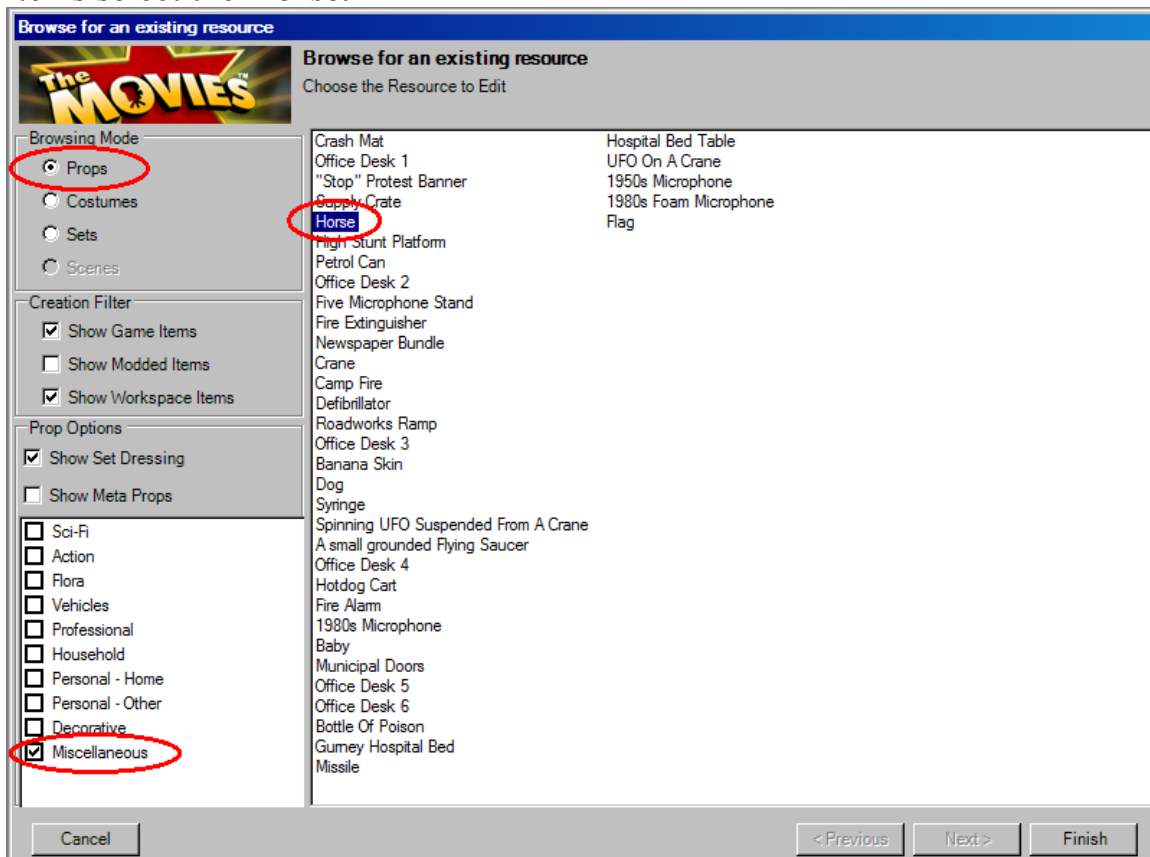 Browse for an existing resource
The MOVIES™
Browse for an existing resource
Choose the Resource to Edit
Browsing Mode
Props
Costumes
Sets
Scenes
Creation Filter
Show Game Items
Show Modded Items
Show Workspace Items
Prop Options
Show Set Dressing
Show Meta Props
Sci-Fi
Action
Flora
Vehicles
Professional
Household
Personal - Home
Personal - Other
Decorative
Miscellaneous
Crash Mat
Office Desk 1
"Stop" Protest Banner
Supply Crate
Horse
High Stunt Platform
Petrol Can
Office Desk 2
Five Microphone Stand
Fire Extinguisher
Newspaper Bundle
Crane
Camp Fire
Defibrillator
Roadworks Ramp
Office Desk 3
Banana Skin
Dog
Syringe
Spinning UFO Suspended From A Crane
A small grounded Flying Saucer
Office Desk 4
Hotdog Cart
Fire Alarm
1980s Microphone
Baby
Municipal Doors
Office Desk 5
Office Desk 6
Bottle Of Poison
Gurney Hospital Bed
Missile
Hospital Bed Table
UFO On A Crane
1950s Microphone
1980s Foam Microphone
Flag
Cancel
< Previous
Next >
Finish